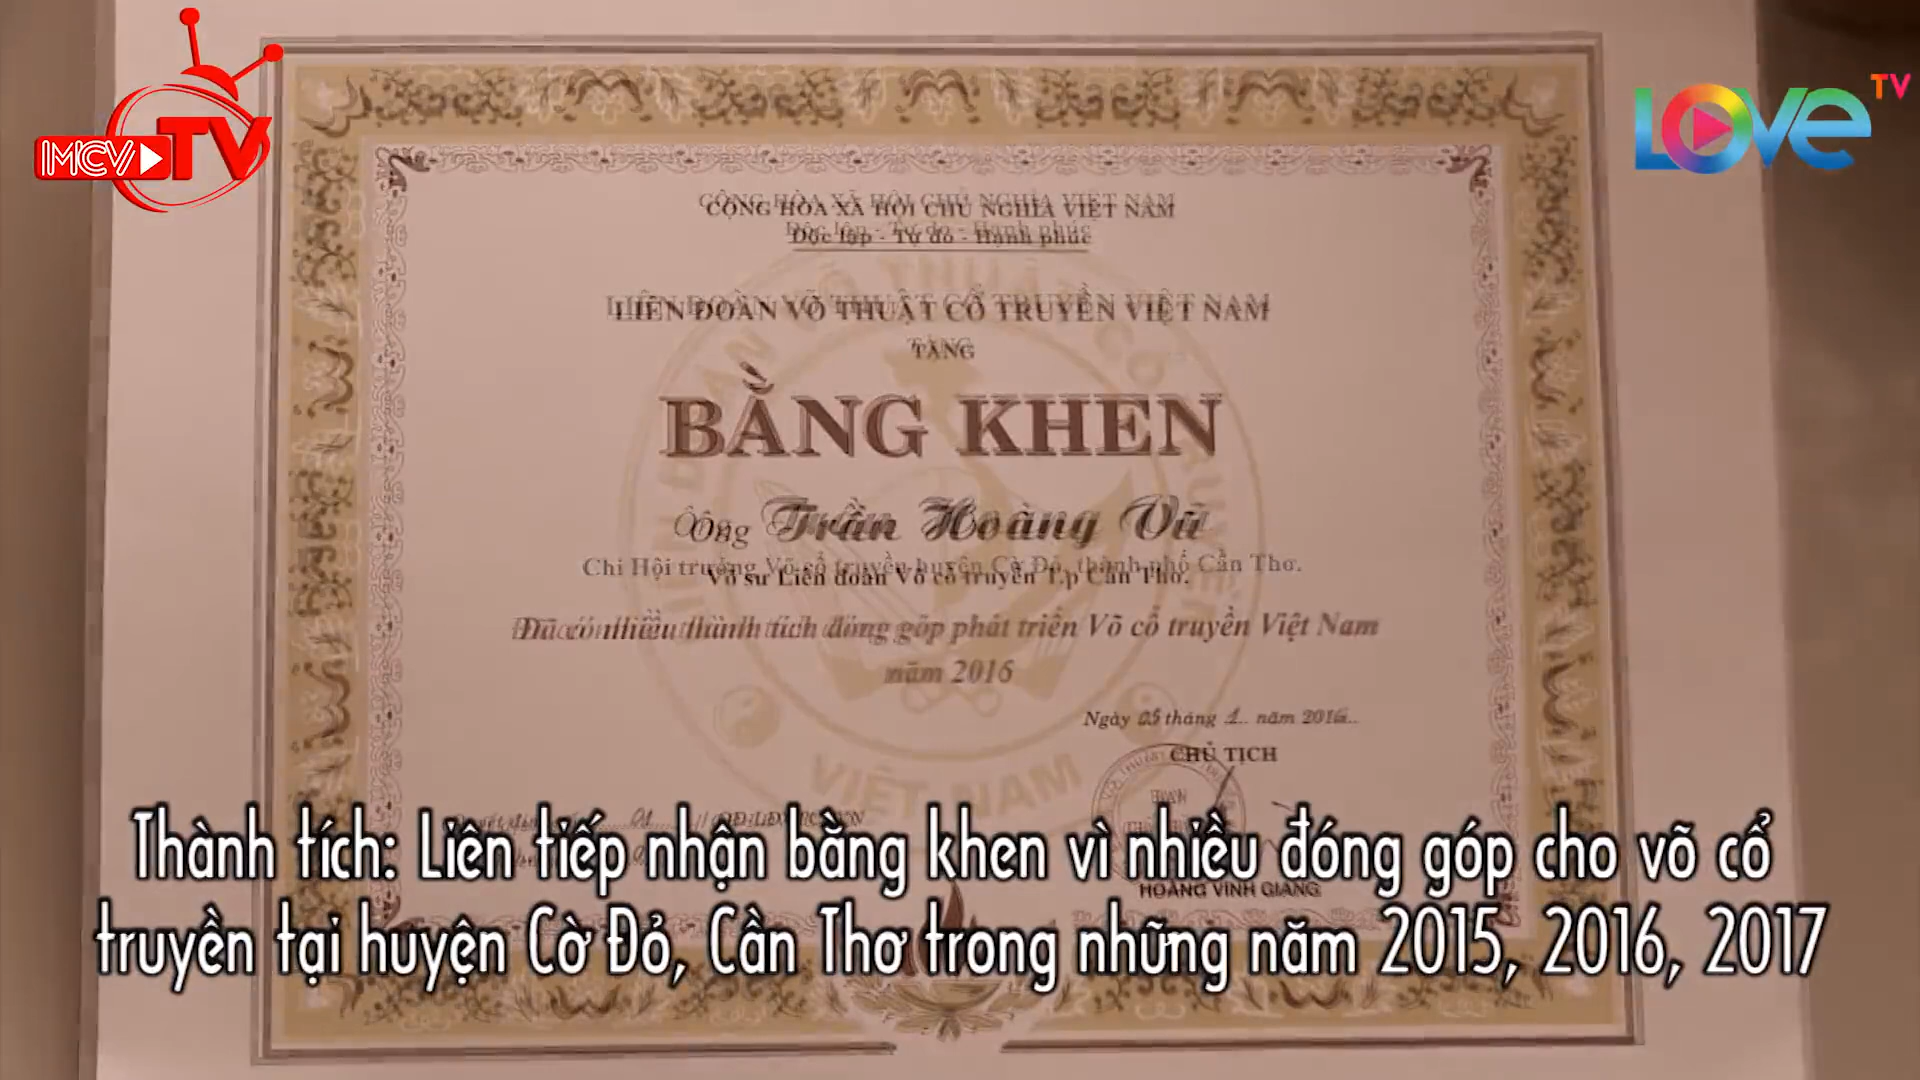 MCV TV
LOVE TV
CỘNG HÒA XÃ HỘI CHỦ NGHĨA VIỆT NAM
Độc lập - Tự do - Hạnh phúc
LIÊN ĐOÀN VÕ THUẬT CỔ TRUYỀN VIỆT NAM
TẶNG
BẰNG KHEN
Ông Trần Hoàng Vũ
Chi Hội trưởng Võ cổ truyền huyện Cờ Đỏ, thành phố Cần Thơ.
Võ sư Liên đoàn Võ cổ truyền T.p Cần Thơ.
Đã có nhiều thành tích đóng góp phát triển Võ cổ truyền Việt Nam
năm 2016
Ngày 05 tháng 1 năm 2016
CHỦ TỊCH
VIỆT NAM
HOÀNG VĨNH GIANG
Thành tích: Liên tiếp nhận bằng khen vì nhiều đóng góp cho võ cổ
truyền tại huyện Cờ Đỏ, Cần Thơ trong những năm 2015, 2016, 2017